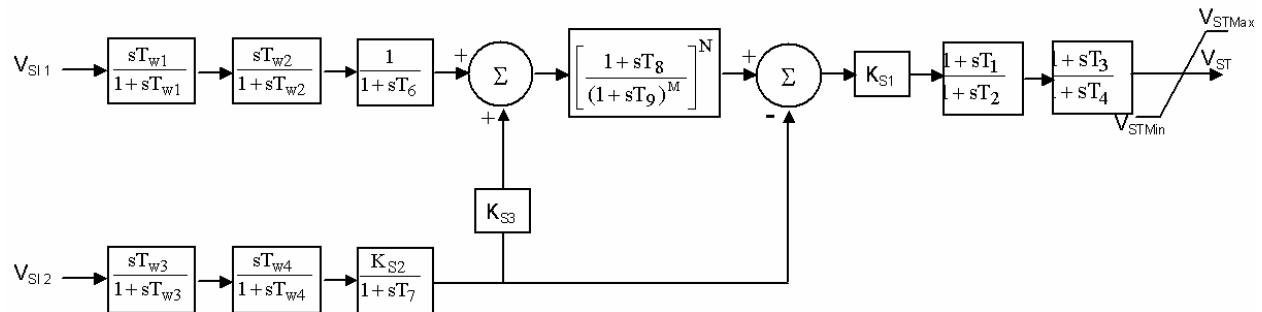 V_SI1 sT_w1 / 1+sT_w1 sT_w2 / 1+sT_w2 1 / 1+sT_6 + Σ [ 1+sT_8 / (1+sT_9)^M ]^N + Σ K_S1 1+sT_1 / 1+sT_2 1+sT_3 / 1+sT_4 V_STMax
V_ST
V_STMin
+ -
K_S3
V_SI2 sT_w3 / 1+sT_w3 sT_w4 / 1+sT_w4 K_S2 / 1+sT_7